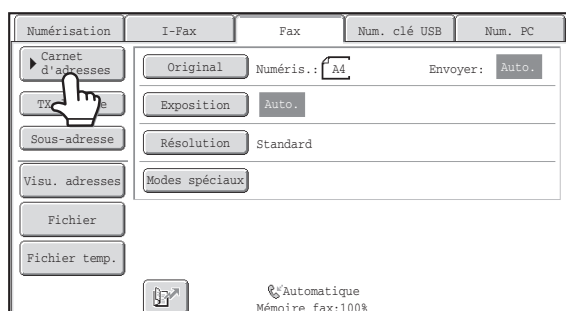 Numérisation I-Fax Fax Num. clé USB Num. PC
Carnet
d'adresses
Original Numéris.: A4 Envoyer: Auto.
TX
Exposition Auto.
Sous-adresse
Résolution Standard
Visu. adresses
Modes spéciaux
Fichier
Fichier temp.
Automatique
Mémoire fax:100%